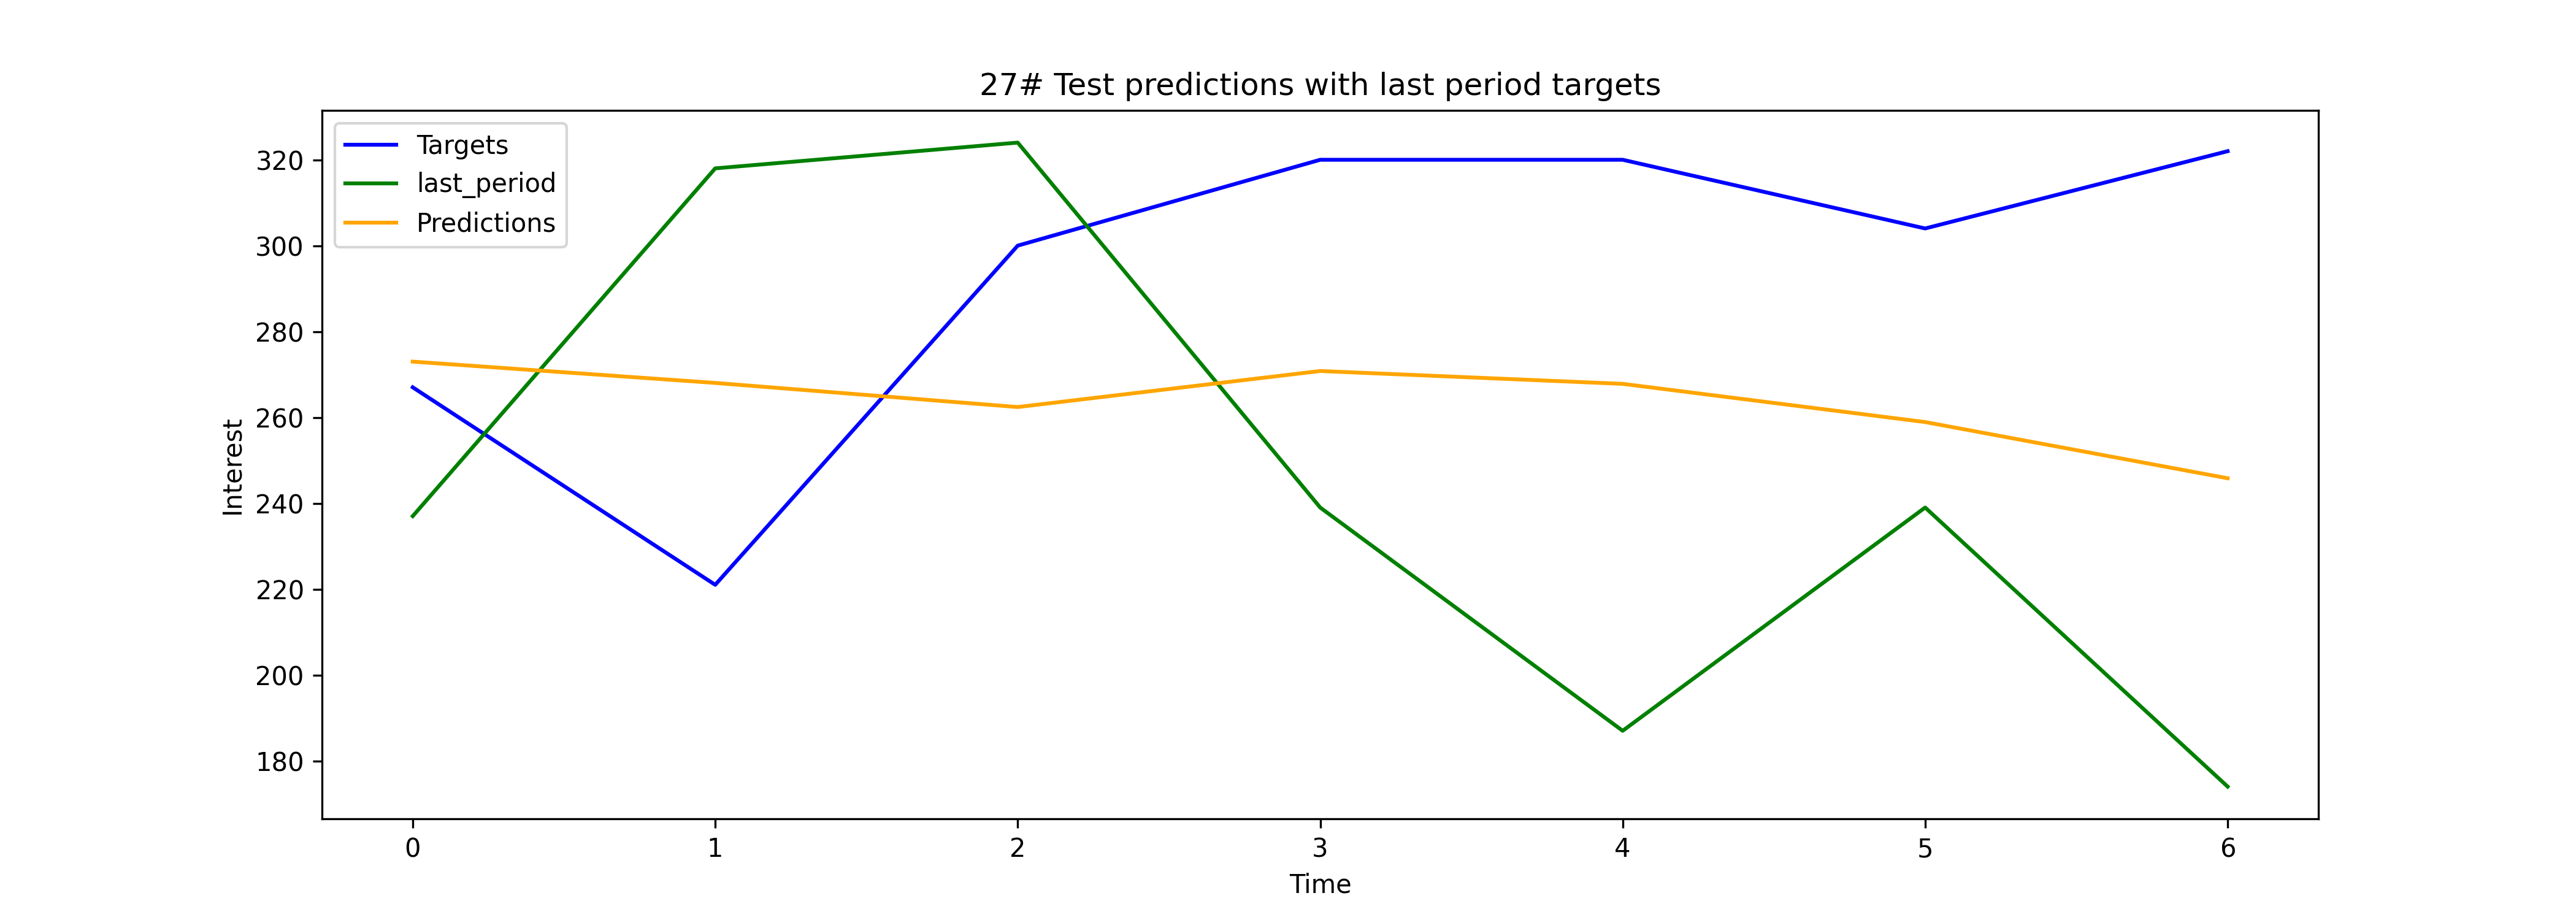 27# Test predictions with last period targets
Targets
last_period
Predictions
320
300
280
260
240
220
200
180
Interest
0 1 2 3 4 5 6
Time